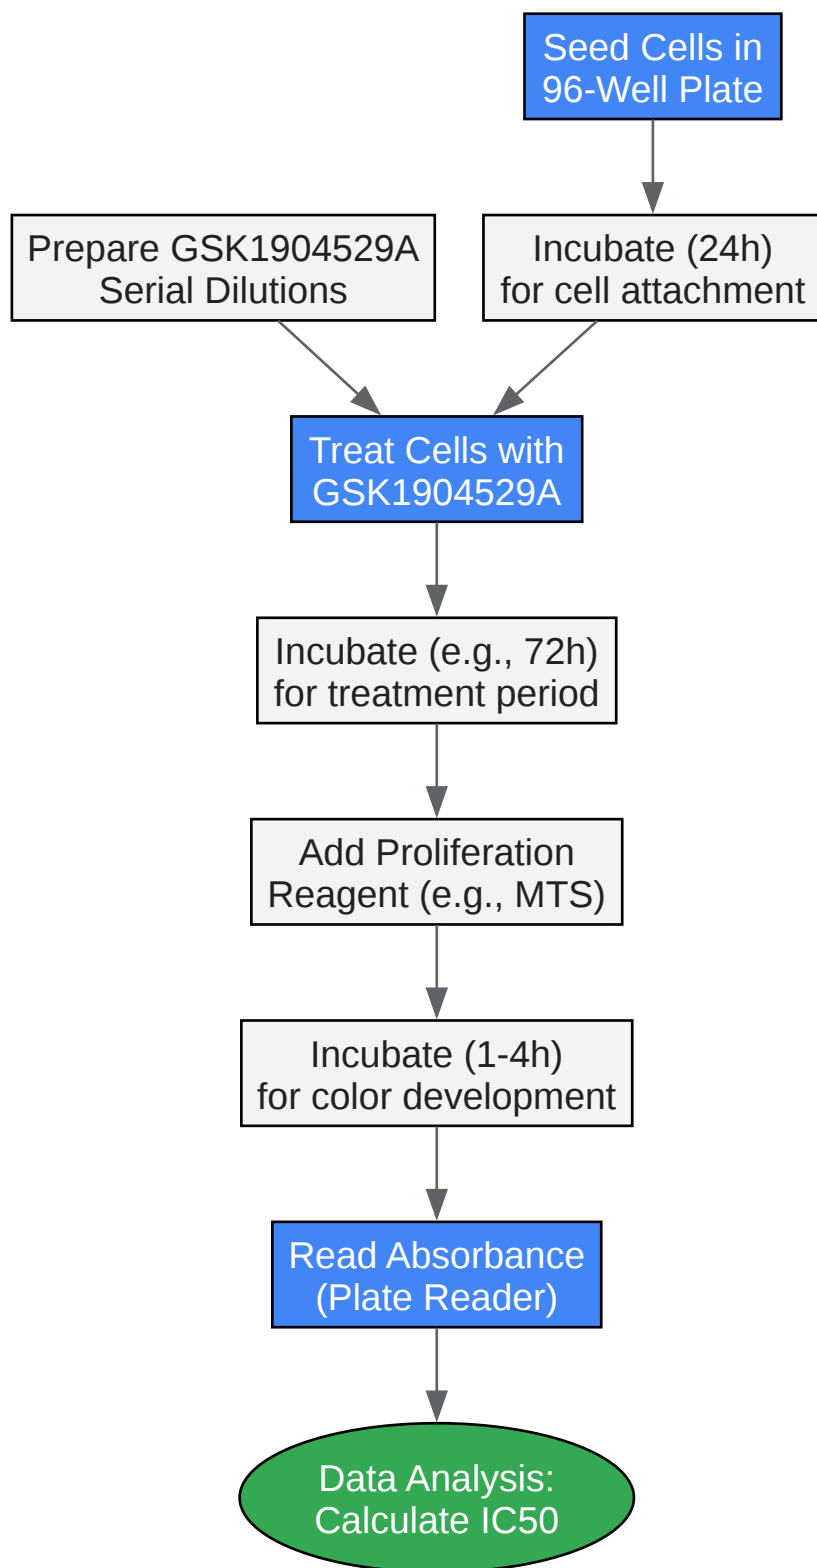 Seed Cells in
96-Well Plate
Prepare GSK1904529A
Serial Dilutions
Incubate (24h)
for cell attachment
Treat Cells with
GSK1904529A
Incubate (e.g., 72h)
for treatment period
Add Proliferation
Reagent (e.g., MTS)
Incubate (1-4h)
for color development
Read Absorbance
(Plate Reader)
Data Analysis:
Calculate IC50